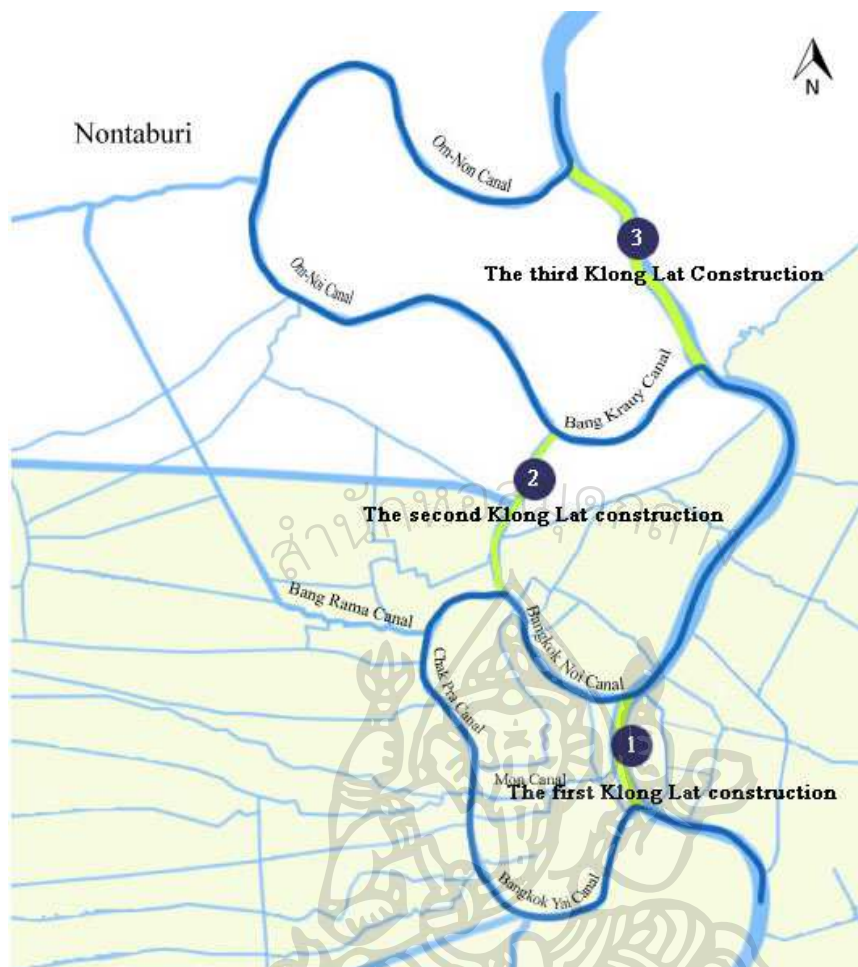 N
Nontaburi
Om-Non Canal
3
The third Klong Lat Construction
Om-Noi Canal
Bang Krauy Canal
2
The second Klong Lat construction
Bang Rama Canal
Bangkok Noi Canal
Chak Pra Canal
1
Mon Canal
The first Klong Lat construction
Bangkok Yai Canal